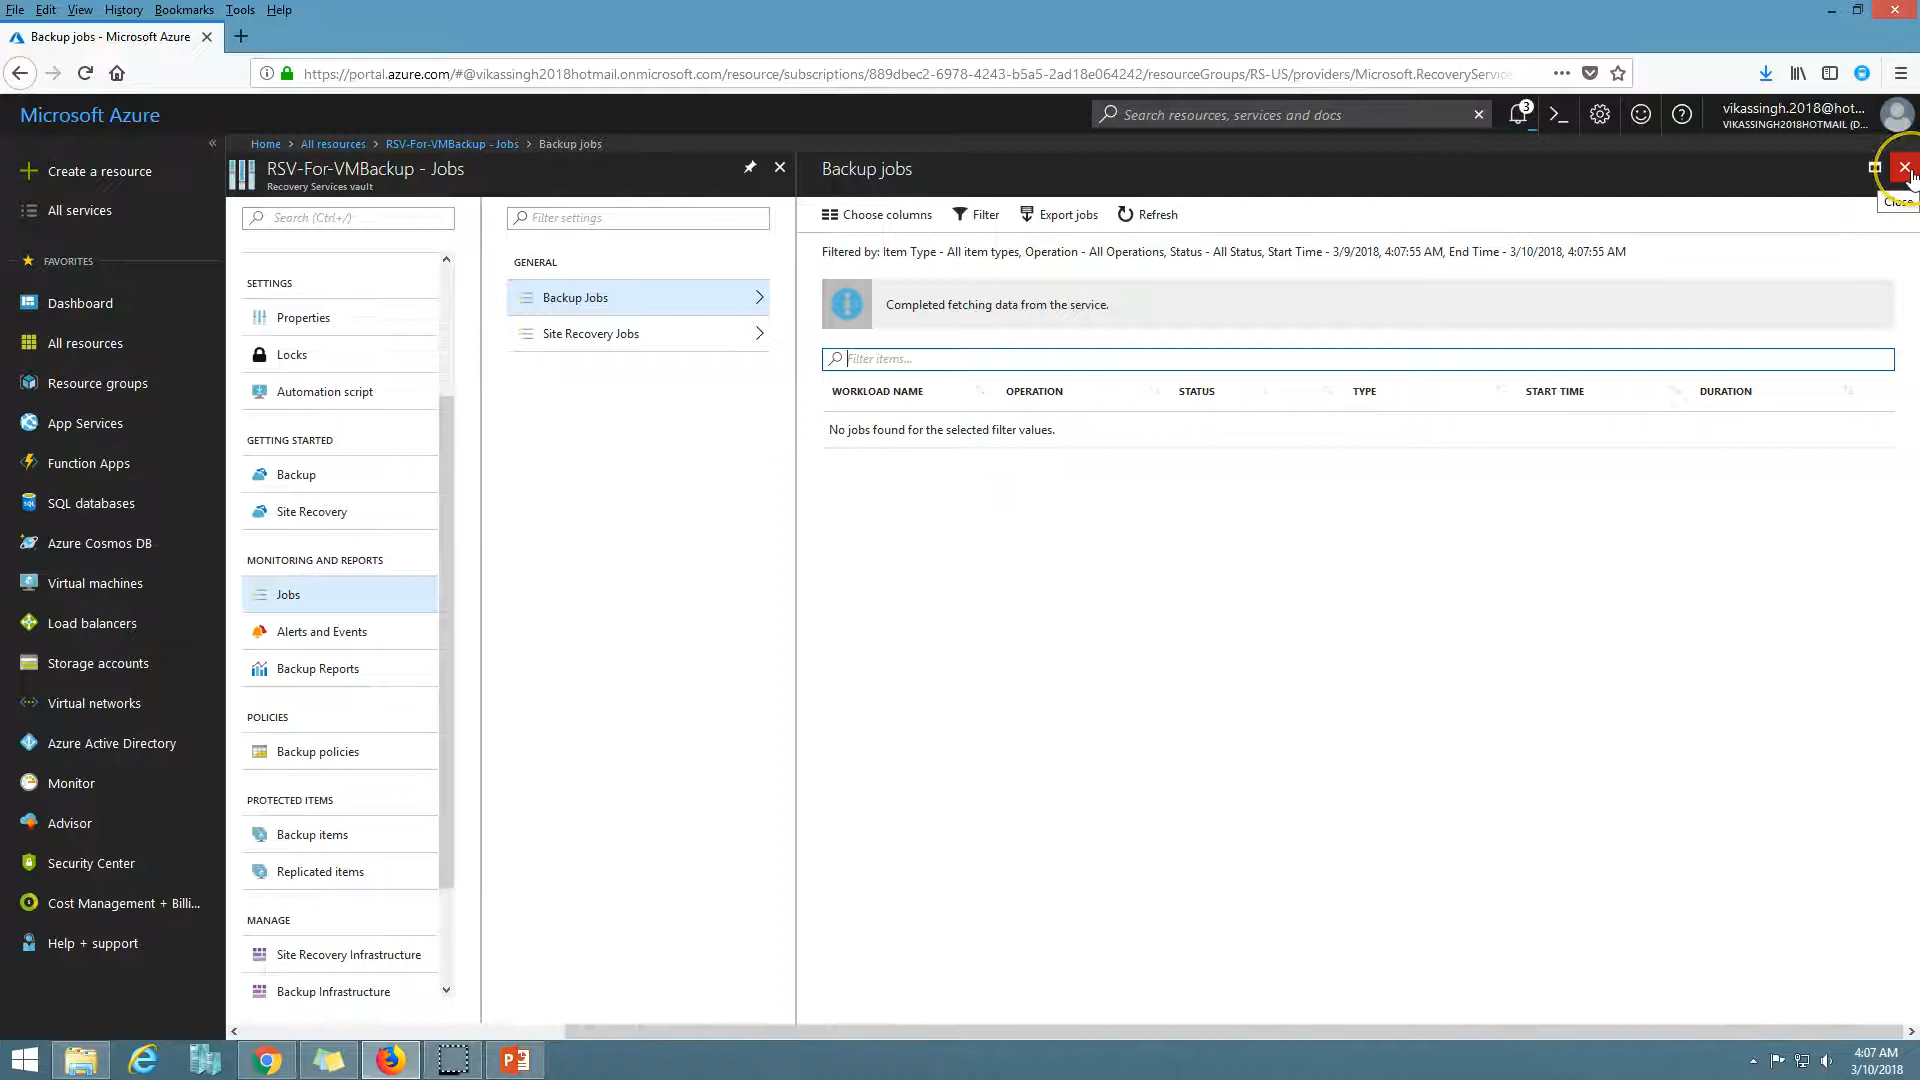 File Edit View History Bookmarks Tools Help
Backup jobs - Microsoft Azure
https://portal.azure.com/#@vikassingh2018hotmail.onmicrosoft.com/resource/subscriptions/889dbec2-6978-4243-b5a5-2ad18e064242/resourceGroups/RS-US/providers/Microsoft.RecoveryService
Microsoft Azure
Search resources, services and docs
3
vikassingh.2018@hot...
VIKASSINGH2018HOTMAIL (D...
Home > All resources > RSV-For-VMBackup - Jobs > Backup jobs
Create a resource
All services
FAVORITES
Dashboard
All resources
Resource groups
App Services
Function Apps
SQL databases
Azure Cosmos DB
Virtual machines
Load balancers
Storage accounts
Virtual networks
Azure Active Directory
Monitor
Advisor
Security Center
Cost Management + Billi...
Help + support
RSV-For-VMBackup - Jobs
Recovery Services vault
Search (Ctrl+/)
SETTINGS
Properties
Locks
Automation script
GETTING STARTED
Backup
Site Recovery
MONITORING AND REPORTS
Jobs
Alerts and Events
Backup Reports
POLICIES
Backup policies
PROTECTED ITEMS
Backup items
Replicated items
MANAGE
Site Recovery Infrastructure
Backup Infrastructure
Filter settings
GENERAL
Backup Jobs
Site Recovery Jobs
Backup jobs
Close
Choose columns Filter Export jobs Refresh
Filtered by: Item Type - All item types, Operation - All Operations, Status - All Status, Start Time - 3/9/2018, 4:07:55 AM, End Time - 3/10/2018, 4:07:55 AM
Completed fetching data from the service.
Filter items...
WORKLOAD NAME OPERATION STATUS TYPE START TIME DURATION
No jobs found for the selected filter values.
4:07 AM
3/10/2018